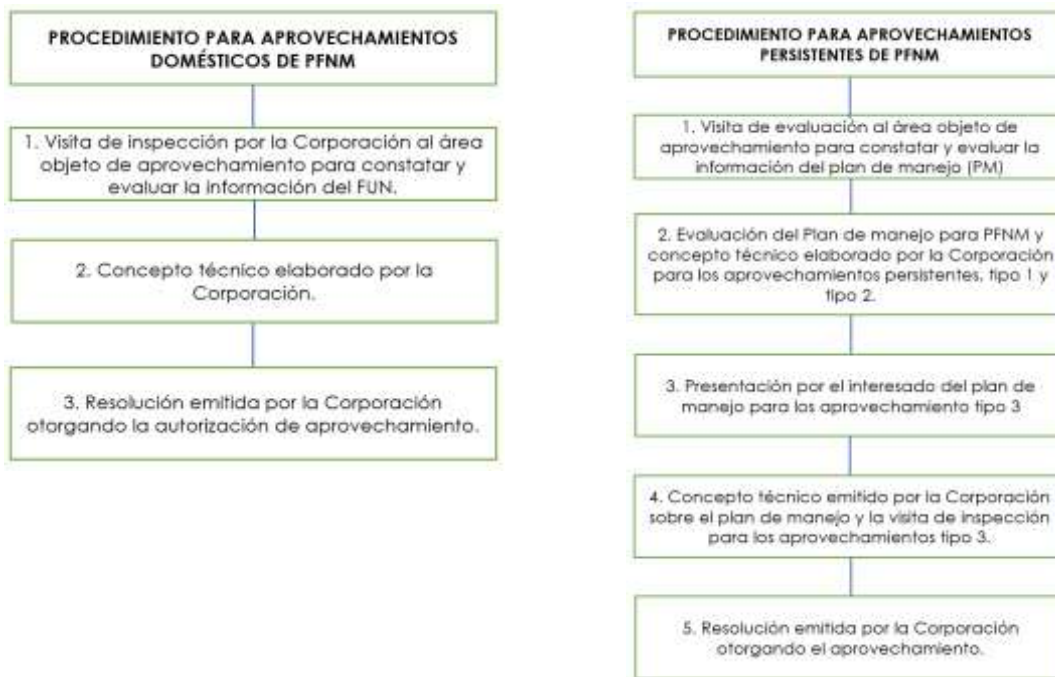 PROCEDIMIENTO PARA APROVECHAMIENTOS
DOMÉSTICOS DE PFNM
1. Visita de inspección por la Corporación al área
objeto de aprovechamiento para constatar y
evaluar la información del FUN.
2. Concepto técnico elaborado por la
Corporación.
3. Resolución emitida por la Corporación
otorgando la autorización de aprovechamiento.
PROCEDIMIENTO PARA APROVECHAMIENTOS
PERSISTENTES DE PFNM
1. Visita de evaluación al área objeto de
aprovechamiento para constatar y evaluar la
información del plan de manejo (PM)
2. Evaluación del Plan de manejo para PFNM y
concepto técnico elaborado por la Corporación
para los aprovechamientos persistentes, tipo 1 y
tipo 2.
3. Presentación por el interesado del plan de
manejo para los aprovechamiento tipo 3
4. Concepto técnico emitido por la Corporación
sobre el plan de manejo y la visita de inspección
para los aprovechamientos tipo 3.
5. Resolución emitida por la Corporación
otorgando el aprovechamiento.